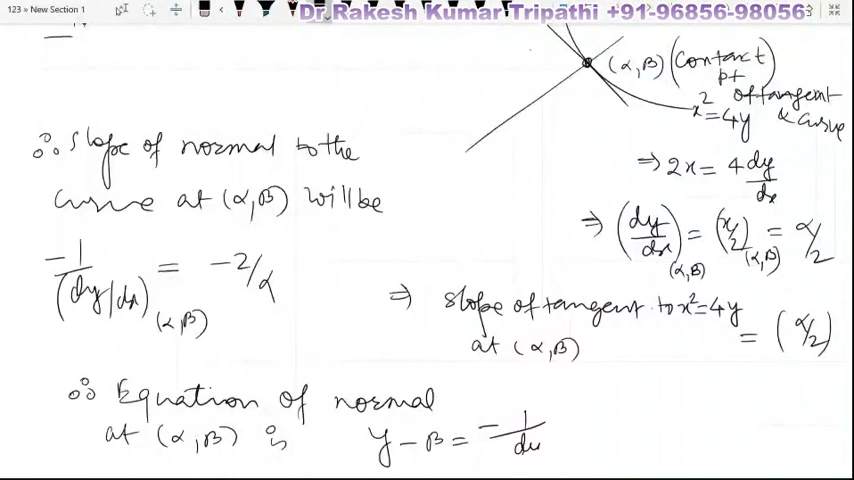 123 » New Section 1
Dr Rakesh Kumar Tripathi +91-96856-98056
(α, β) (Contact pt of tangent & curve)
x² = 4y
⇒ 2x = 4 dy/dx
⇒ (dy/dx)(α, β) = (x/2)(α, β) = α/2
⇒ slope of tangent to x² = 4y
at (α, β) = (α/2)
∴ slope of normal to the
curve at (α, β) will be
-1/(dy/dx)(α, β) = -2/α
∴ Equation of normal
at (α, β) is y - β = -1/dx